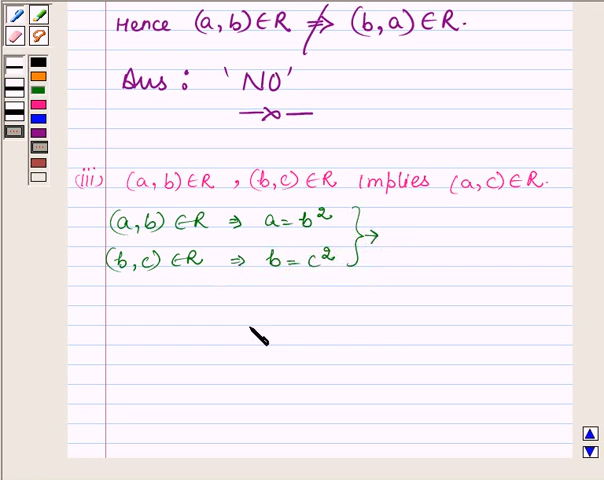 Hence (a, b) ∈ R ⇏ (b, a) ∈ R.
Ans : 'NO'
(iii) (a, b) ∈ R , (b, c) ∈ R implies (a, c) ∈ R.
(a, b) ∈ R ⇒ a = b²
(b, c) ∈ R ⇒ b = c² } →